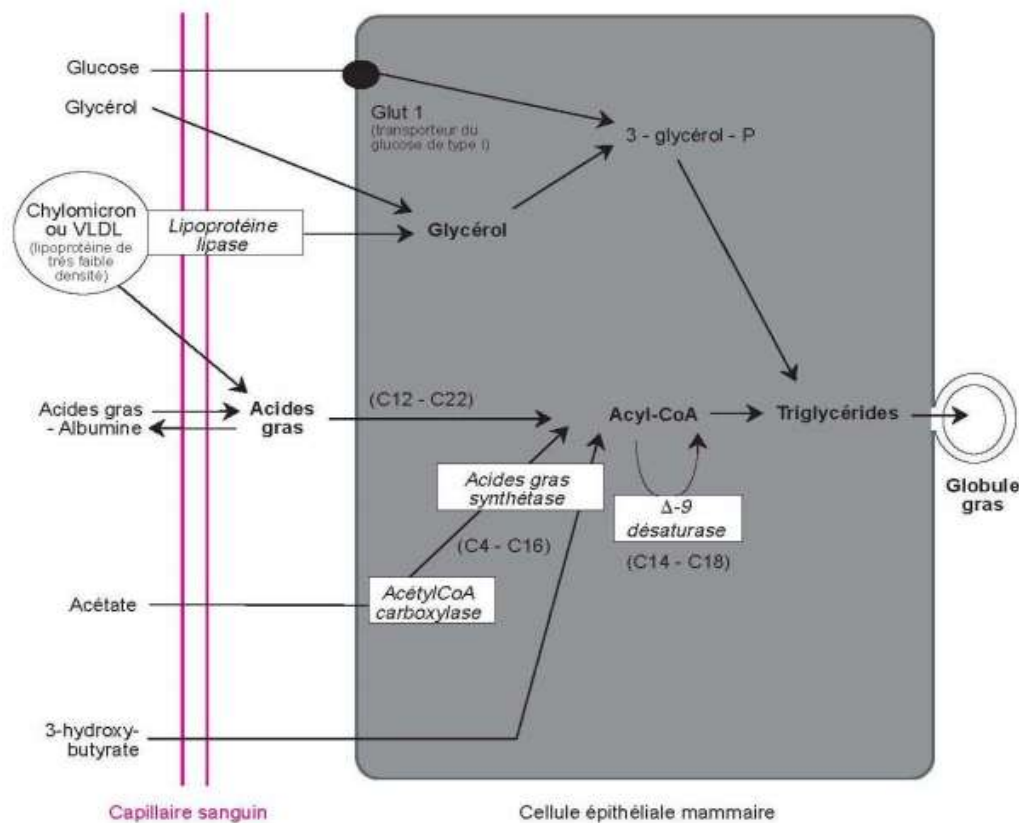 Glucose
Glycérol
Glut 1
(transporteur du
glucose de type I)
3 - glycérol - P
Chylomicron
ou VLDL
(lipoprotéine de
très faible
densité)
Lipoprotéine
lipase
Glycérol
Acides gras
- Albumine
Acides
gras
(C12 - C22)
Acyl-CoA
Triglycérides
Globule
gras
Acides gras
synthétase
(C4 - C16)
Δ-9
désaturase
(C14 - C18)
Acétate
AcétylCoA
carboxylase
3-hydroxy-
butyrate
Capillaire sanguin
Cellule épithéliale mammaire